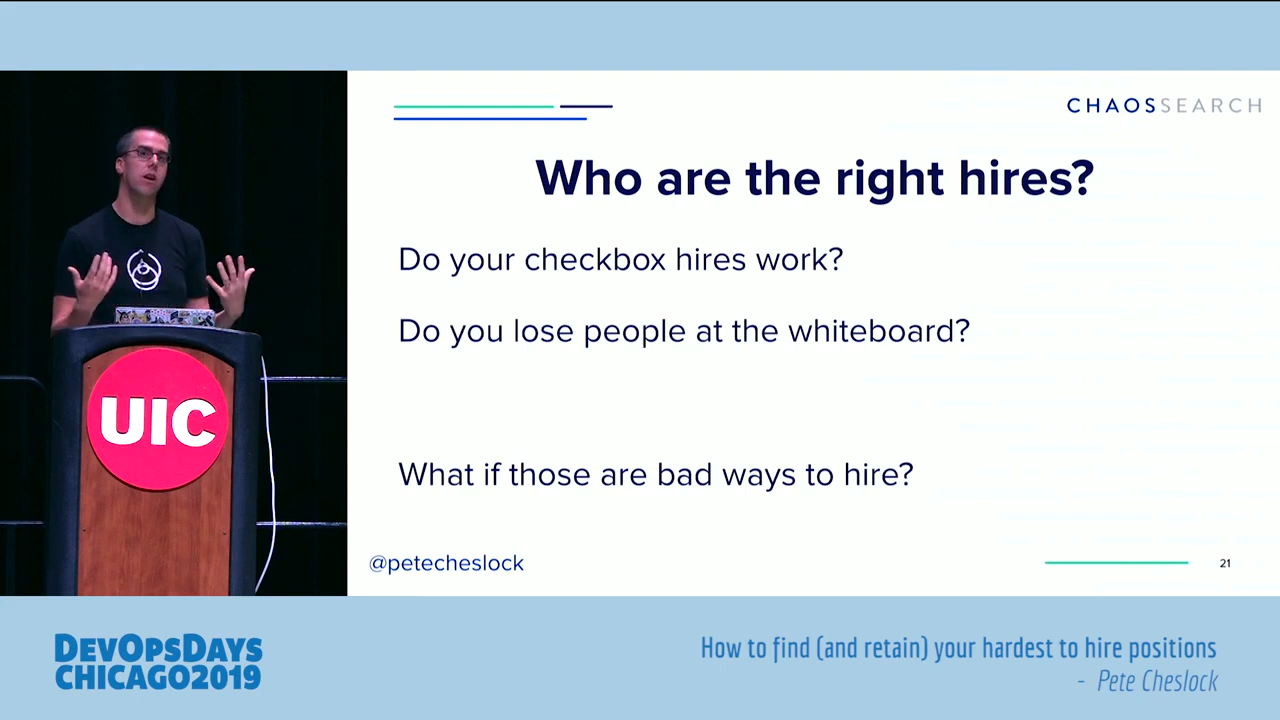 CHAOSSEARCH
Who are the right hires?
Do your checkbox hires work?
Do you lose people at the whiteboard?
What if those are bad ways to hire?
@petecheslock
21
UIC
DEVOPSDAYS
CHICAGO2019
How to find (and retain) your hardest to hire positions
- Pete Cheslock